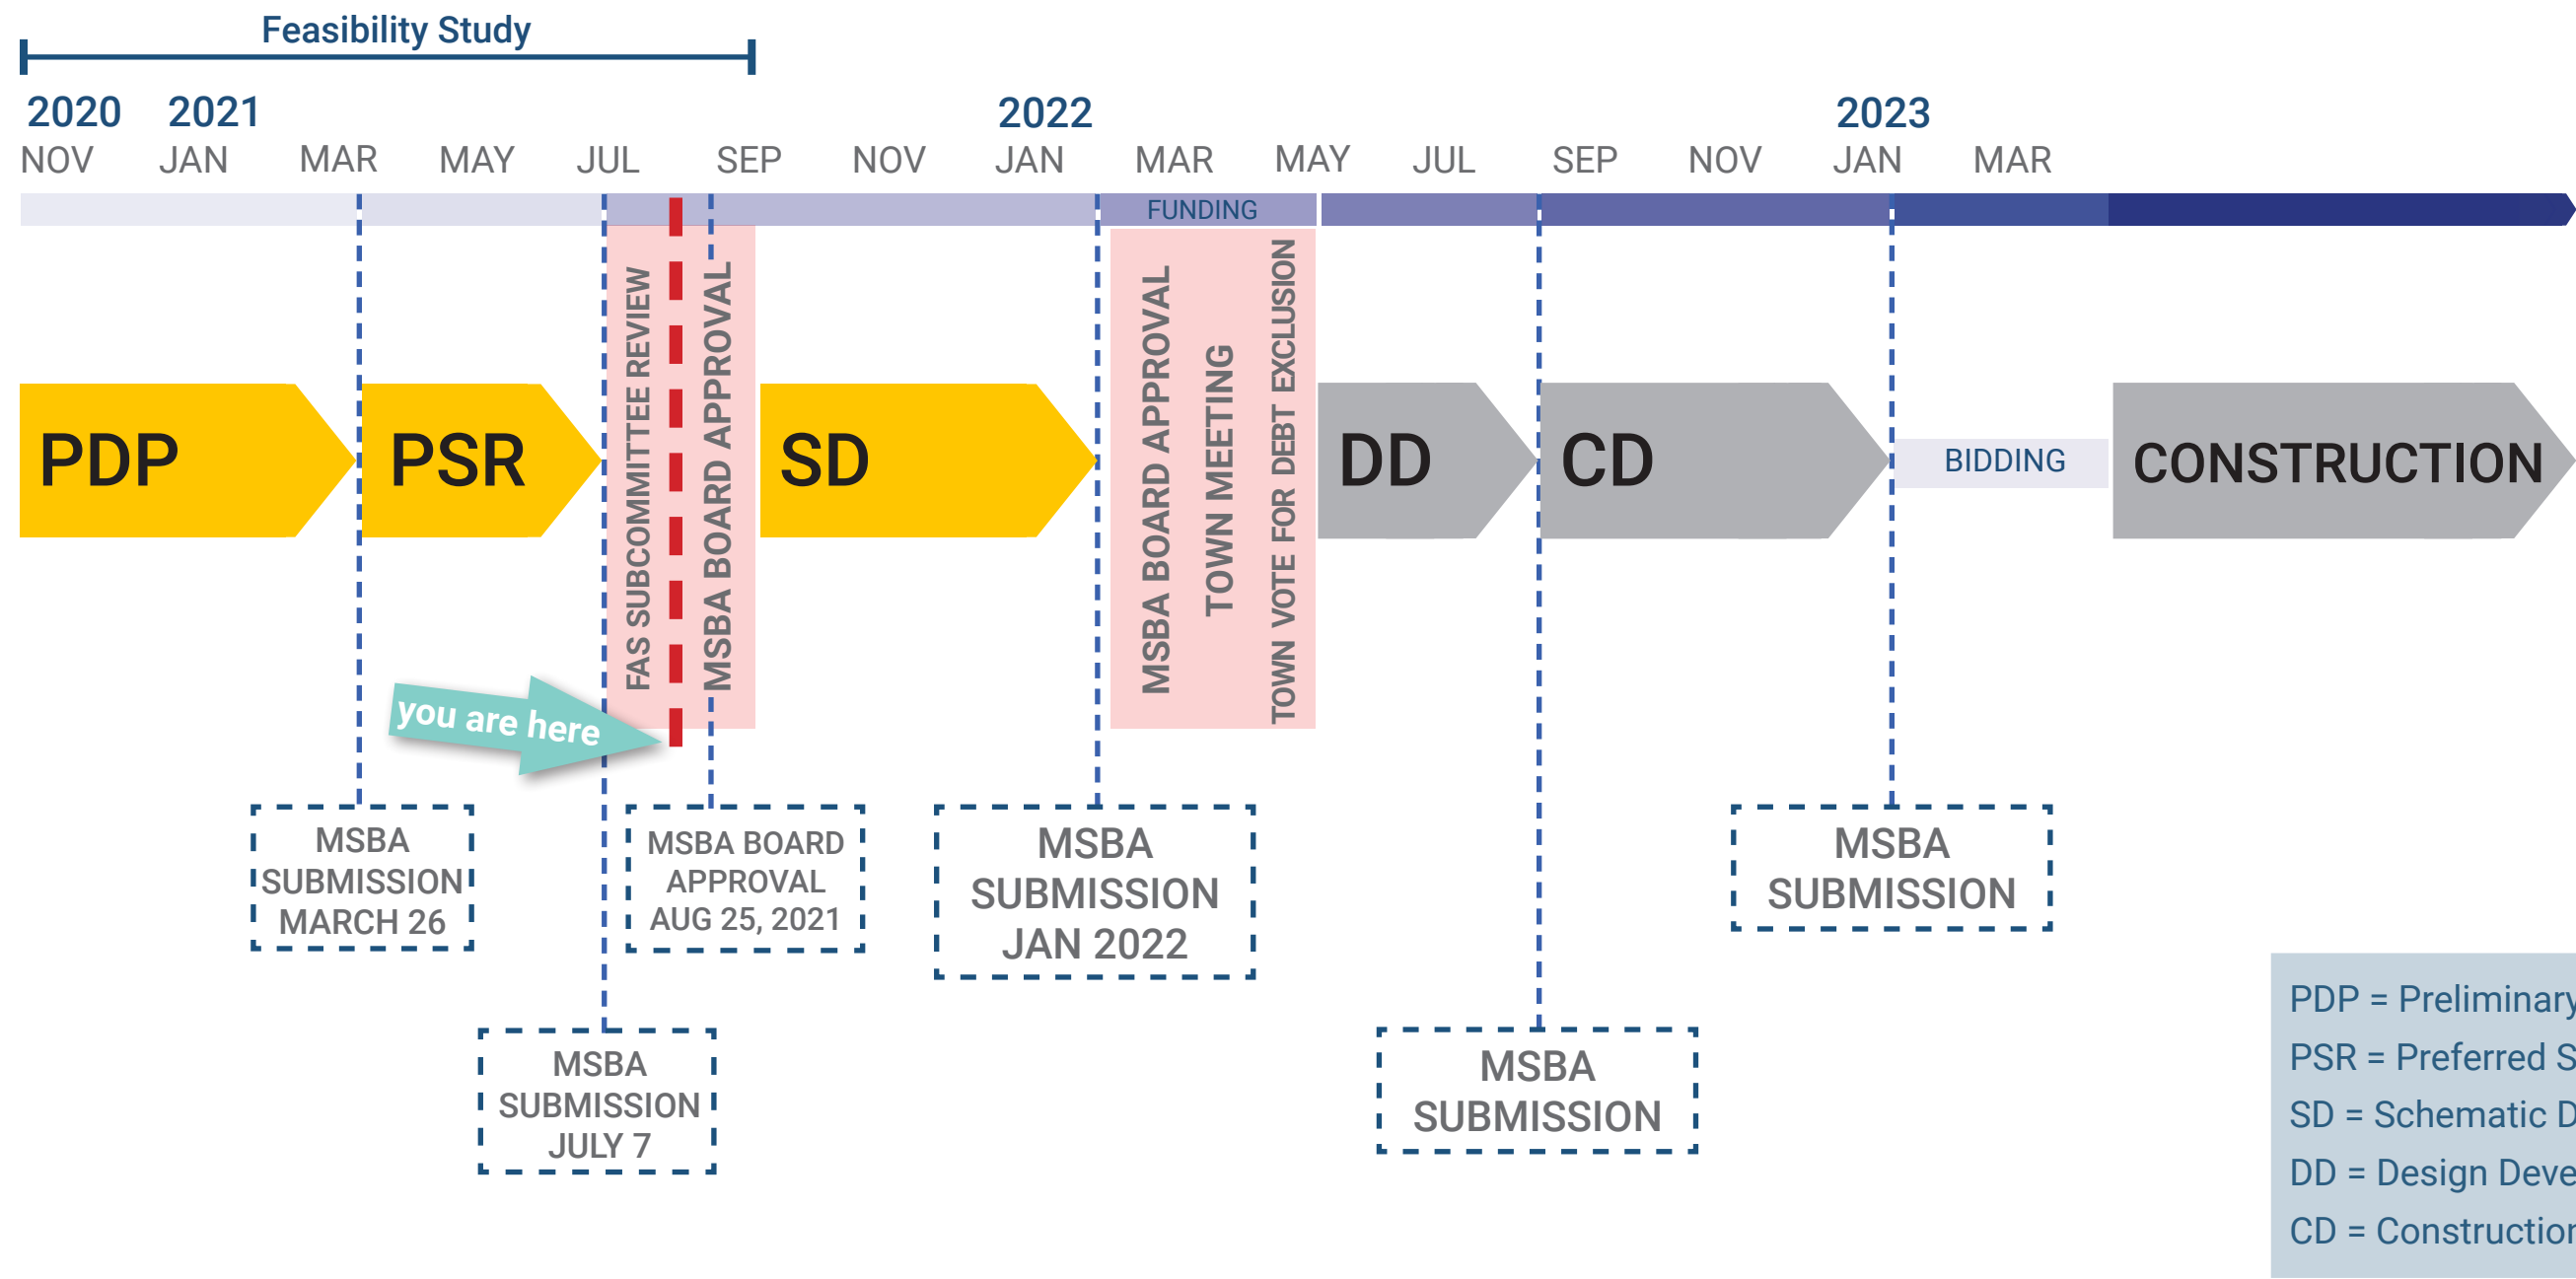 Feasibility Study
2020 2021 2022 2023
NOV JAN MAR MAY JUL SEP NOV JAN MAR MAY JUL SEP NOV JAN MAR
FUNDING
PDP
PSR
FAS SUBCOMMITTEE REVIEW
MSBA BOARD APPROVAL
SD
MSBA BOARD APPROVAL
TOWN MEETING
TOWN VOTE FOR DEBT EXCLUSION
DD
CD
BIDDING
CONSTRUCTION
you are here
MSBA
SUBMISSION
MARCH 26
MSBA BOARD
APPROVAL
AUG 25, 2021
MSBA
SUBMISSION
JAN 2022
MSBA
SUBMISSION
MSBA
SUBMISSION
JULY 7
MSBA
SUBMISSION
PDP = Preliminary
PSR = Preferred S
SD = Schematic D
DD = Design Deve
CD = Construction